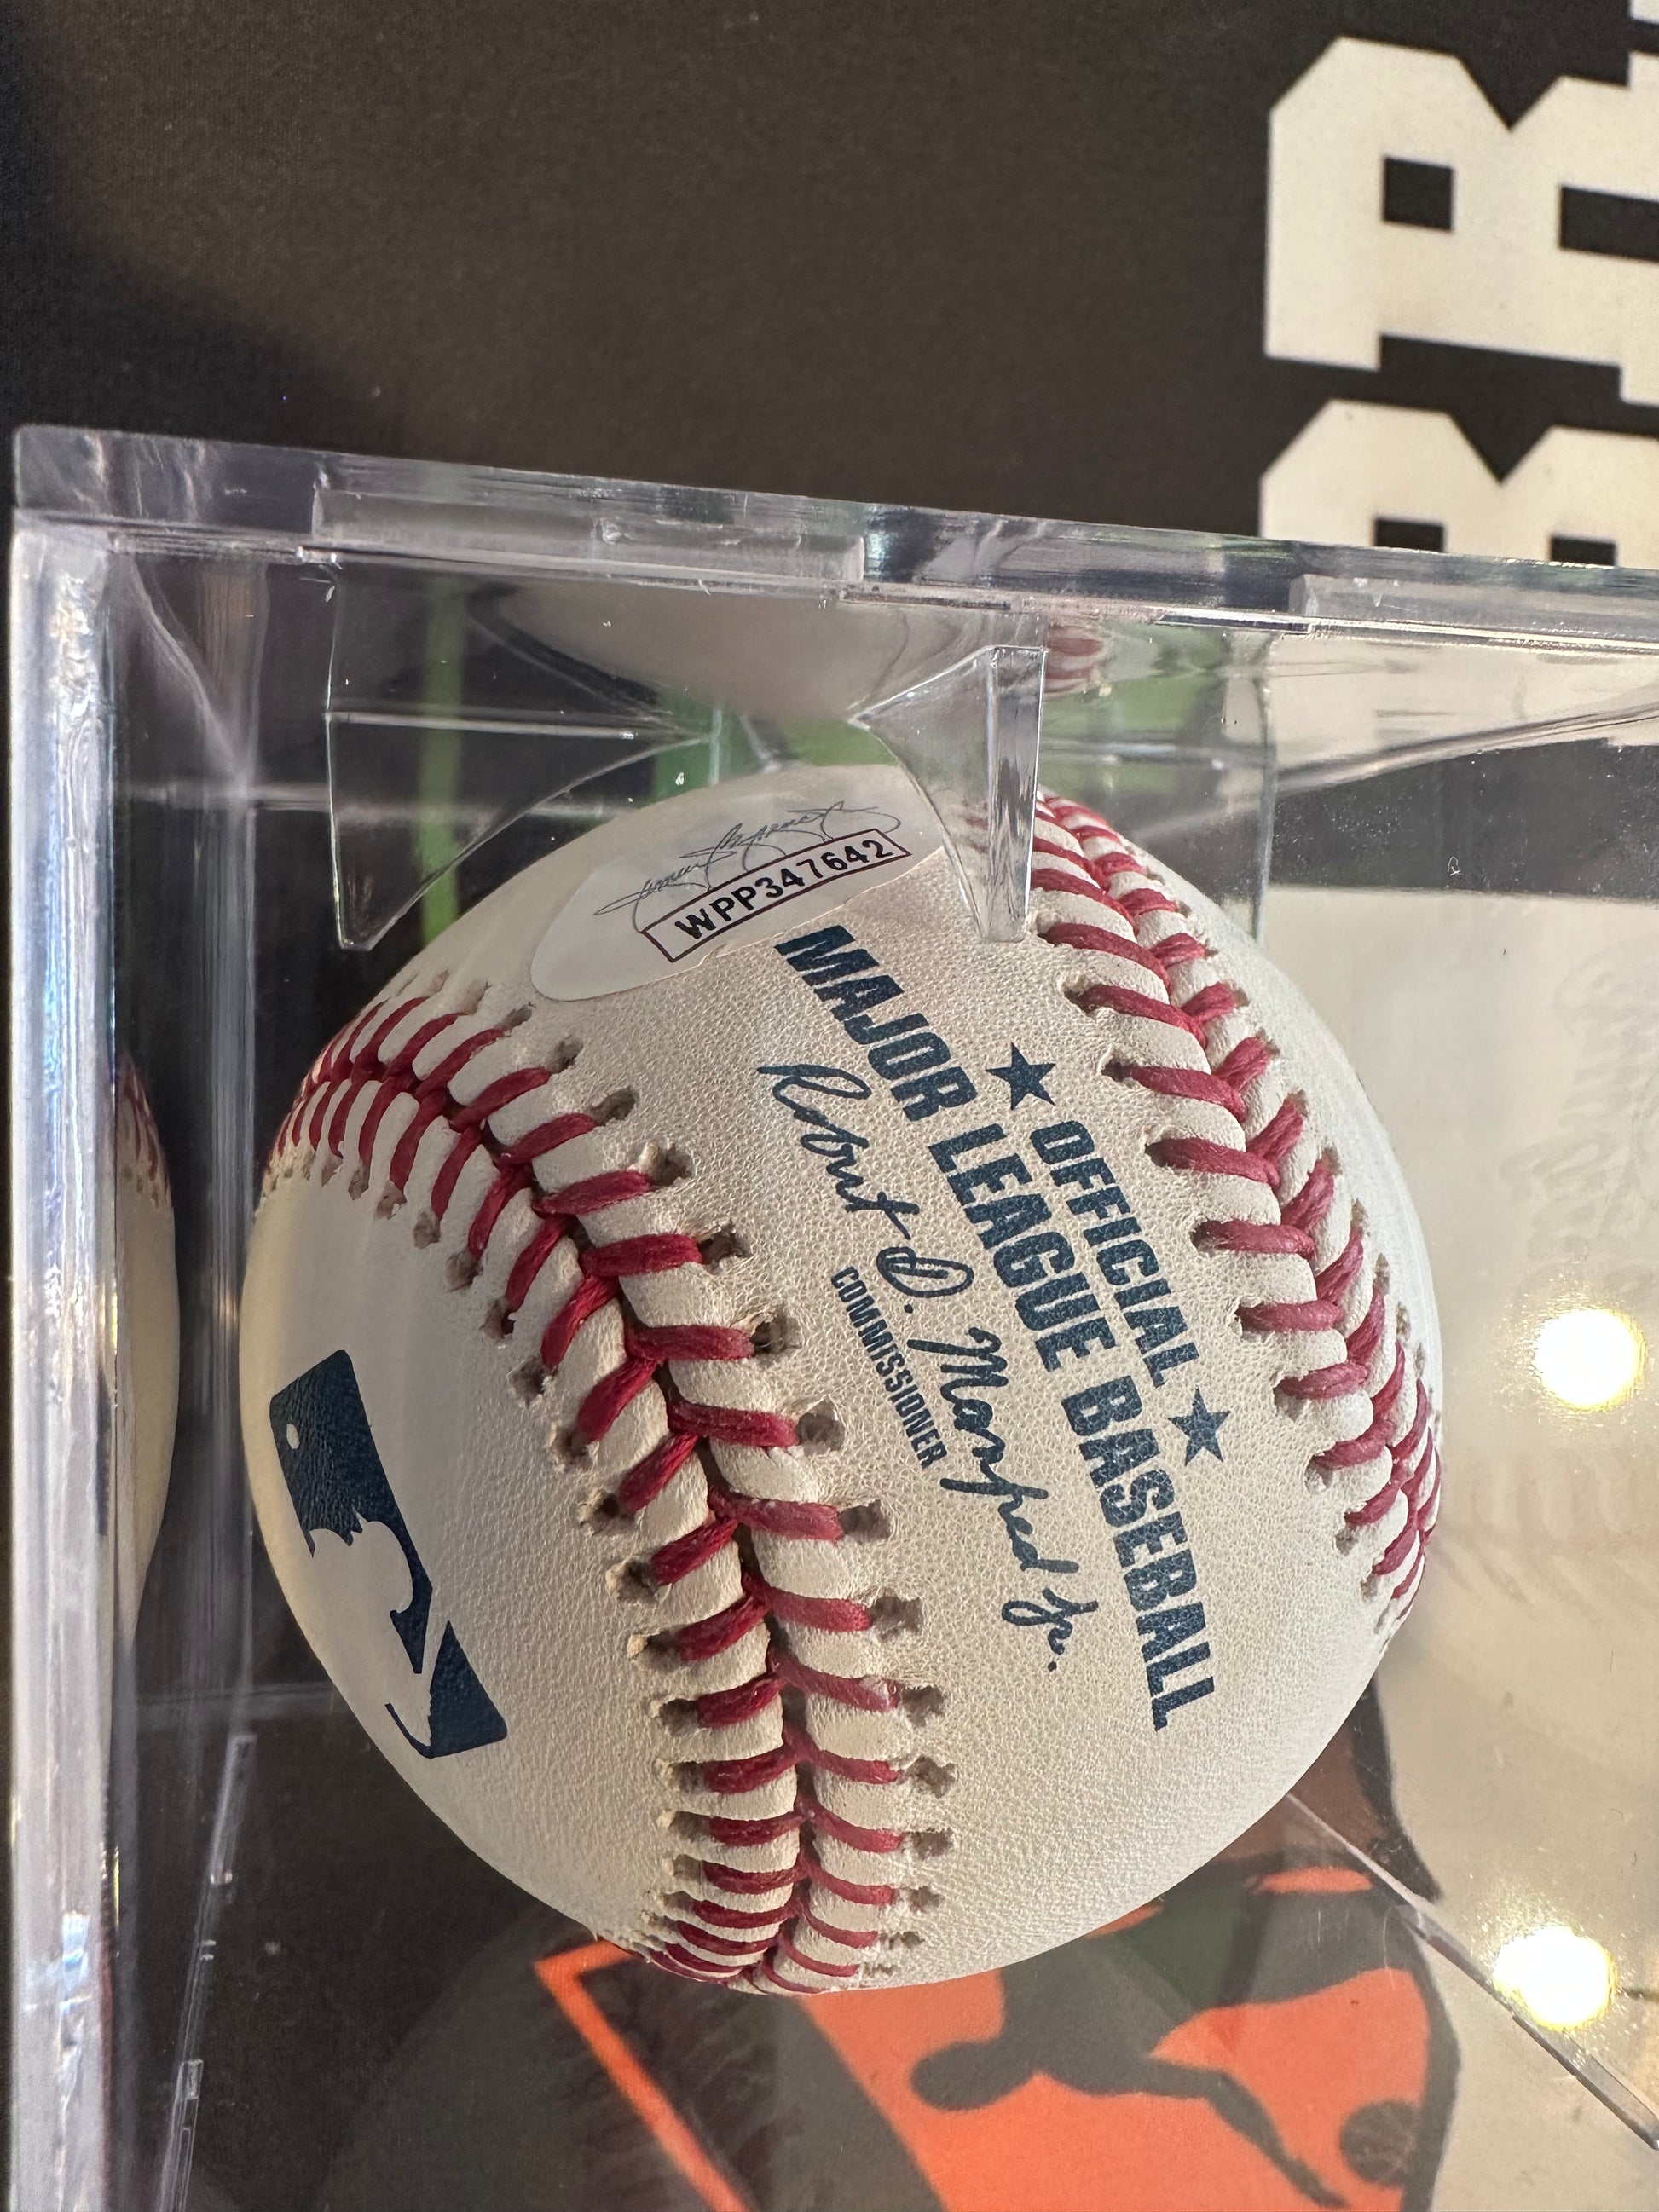 ★ OFFICIAL ★
MAJOR LEAGUE BASEBALL
Robert D. Manfred Jr.
COMMISSIONER
WPP347642